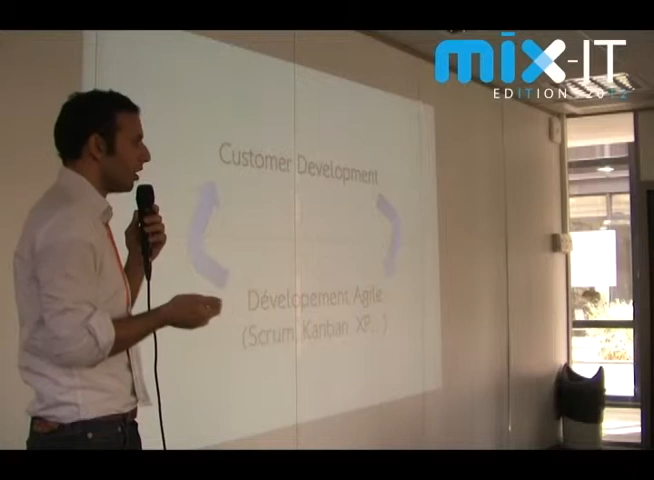 mix-IT
EDITION 2012
Customer Development
Développement Agile
(Scrum, Kanban, XP...)